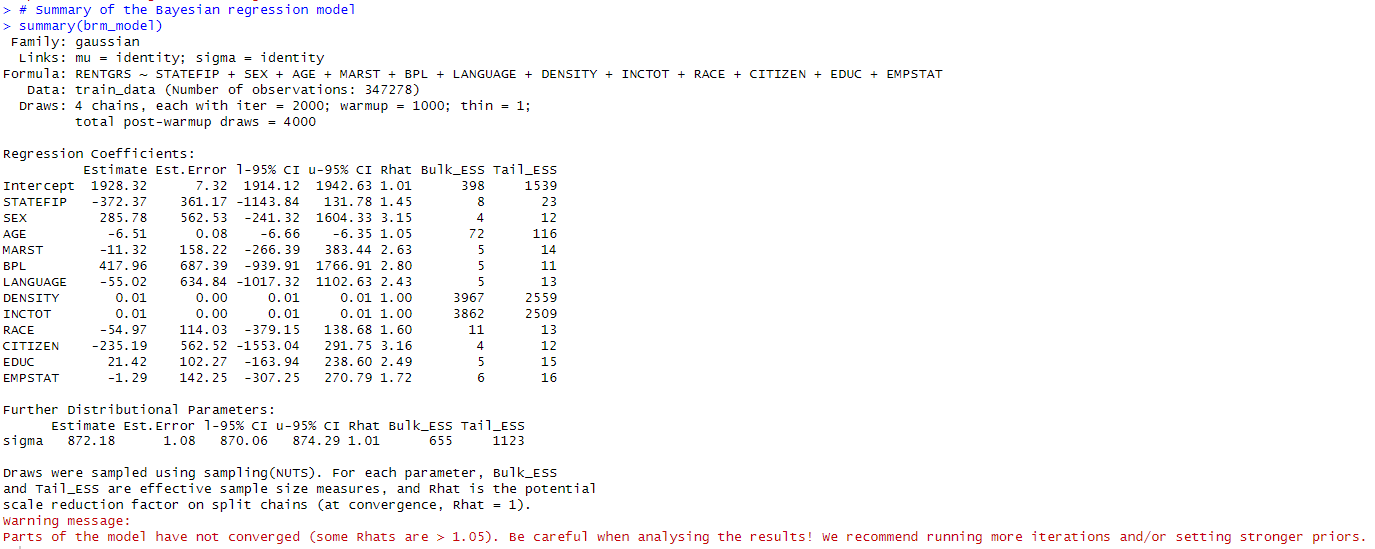 > # Summary of the Bayesian regression model
> summary(brm_model)
 Family: gaussian
  Links: mu = identity; sigma = identity
Formula: RENTGRS ~ STATEFIP + SEX + AGE + MARST + BPL + LANGUAGE + DENSITY + INCTOT + RACE + CITIZEN + EDUC + EMPSTAT
   Data: train_data (Number of observations: 347278)
  Draws: 4 chains, each with iter = 2000; warmup = 1000; thin = 1;
         total post-warmup draws = 4000

Regression Coefficients:
          Estimate Est.Error l-95% CI u-95% CI Rhat Bulk_ESS Tail_ESS
Intercept  1928.32      7.32  1914.12  1942.63 1.01      398     1539
STATEFIP   -372.37    361.17 -1143.84   131.78 1.45        8       23
SEX         285.78    562.53  -241.32  1604.33 3.15        4       12
AGE          -6.51      0.08    -6.66    -6.35 1.05       72      116
MARST       -11.32    158.22  -266.39   383.44 2.63        5       14
BPL         417.96    687.39  -939.91  1766.91 2.80        5       11
LANGUAGE    -55.02    634.84 -1017.32  1102.63 2.43        5       13
DENSITY       0.01      0.00     0.01     0.01 1.00     3967     2559
INCTOT        0.01      0.00     0.01     0.01 1.00     3862     2509
RACE        -54.97    114.03  -379.15   138.68 1.60       11       13
CITIZEN    -235.19    562.52 -1553.04   291.75 3.16        4       12
EDUC         21.42    102.27  -163.94   238.60 2.49        5       15
EMPSTAT      -1.29    142.25  -307.25   270.79 1.72        6       16

Further Distributional Parameters:
      Estimate Est.Error l-95% CI u-95% CI Rhat Bulk_ESS Tail_ESS
sigma   872.18      1.08   870.06   874.29 1.01      655     1123

Draws were sampled using sampling(NUTS). For each parameter, Bulk_ESS
and Tail_ESS are effective sample size measures, and Rhat is the potential
scale reduction factor on split chains (at convergence, Rhat = 1).
Warning message:
Parts of the model have not converged (some Rhats are > 1.05). Be careful when analysing the results! We recommend running more iterations and/or setting stronger priors.